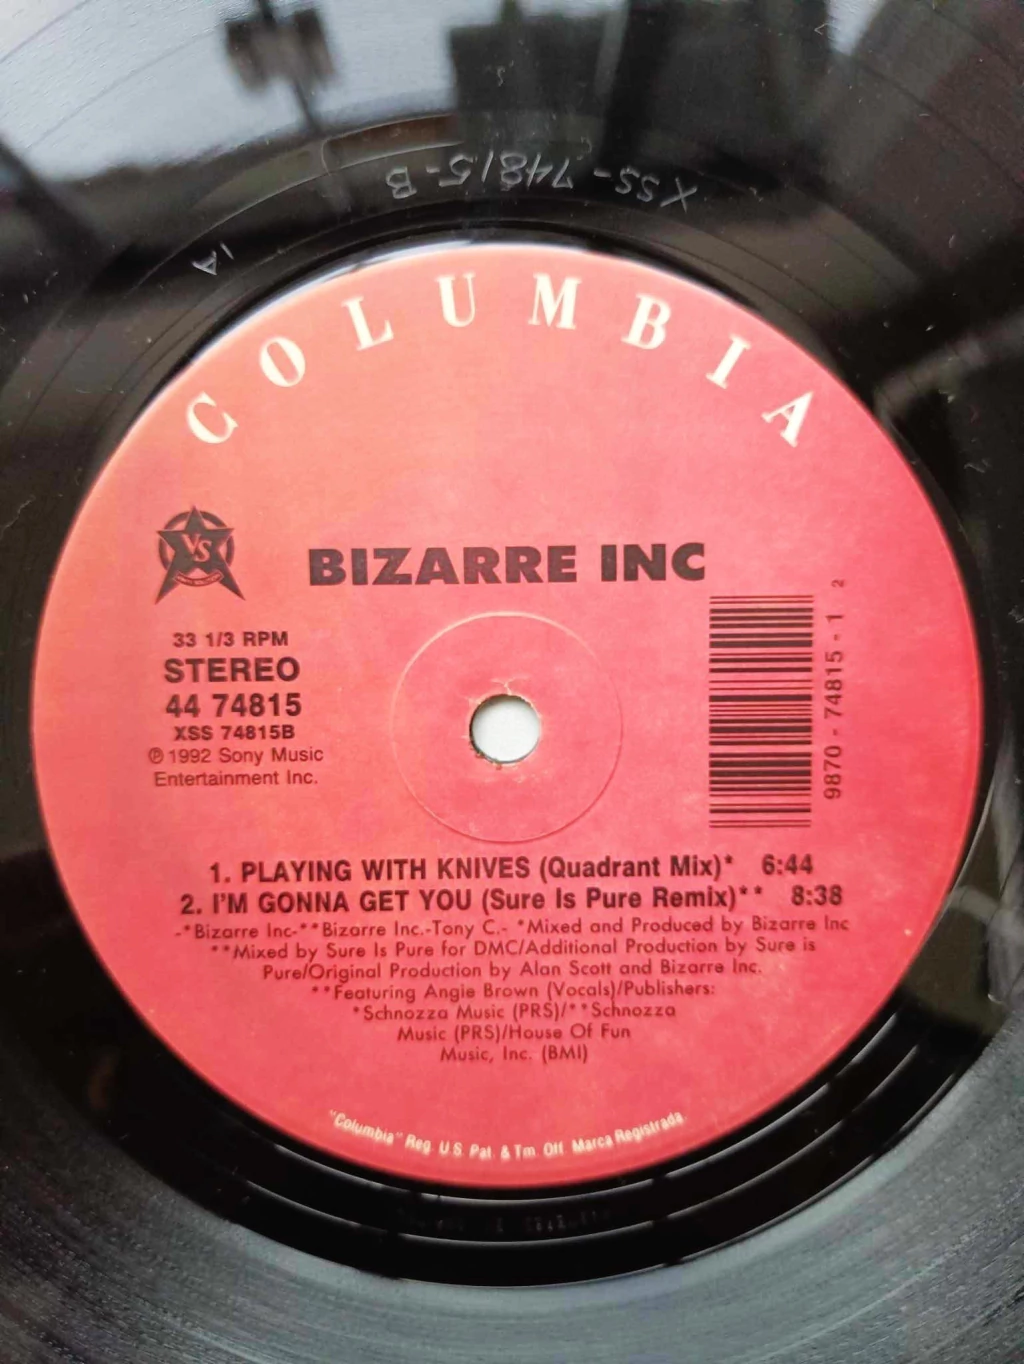 XSS-74815-B
1A
COLUMBIA
VS
BIZARRE INC
33 1/3 RPM
STEREO
44 74815
XSS 74815B
℗ 1992 Sony Music
Entertainment Inc.
9870 - 74815 - 1 2
1. PLAYING WITH KNIVES (Quadrant Mix)* 6:44
2. I'M GONNA GET YOU (Sure Is Pure Remix)** 8:38
-*Bizarre Inc-**Bizarre Inc.-Tony C.- *Mixed and Produced by Bizarre Inc
**Mixed by Sure Is Pure for DMC/Additional Production by Sure is
Pure/Original Production by Alan Scott and Bizarre Inc.
**Featuring Angie Brown (Vocals)/Publishers:
*Schnozza Music (PRS)/**Schnozza
Music (PRS)/House Of Fun
Music, Inc. (BMI)
"Columbia" Reg. U.S. Pat. & Tm. Off. Marca Registrada.